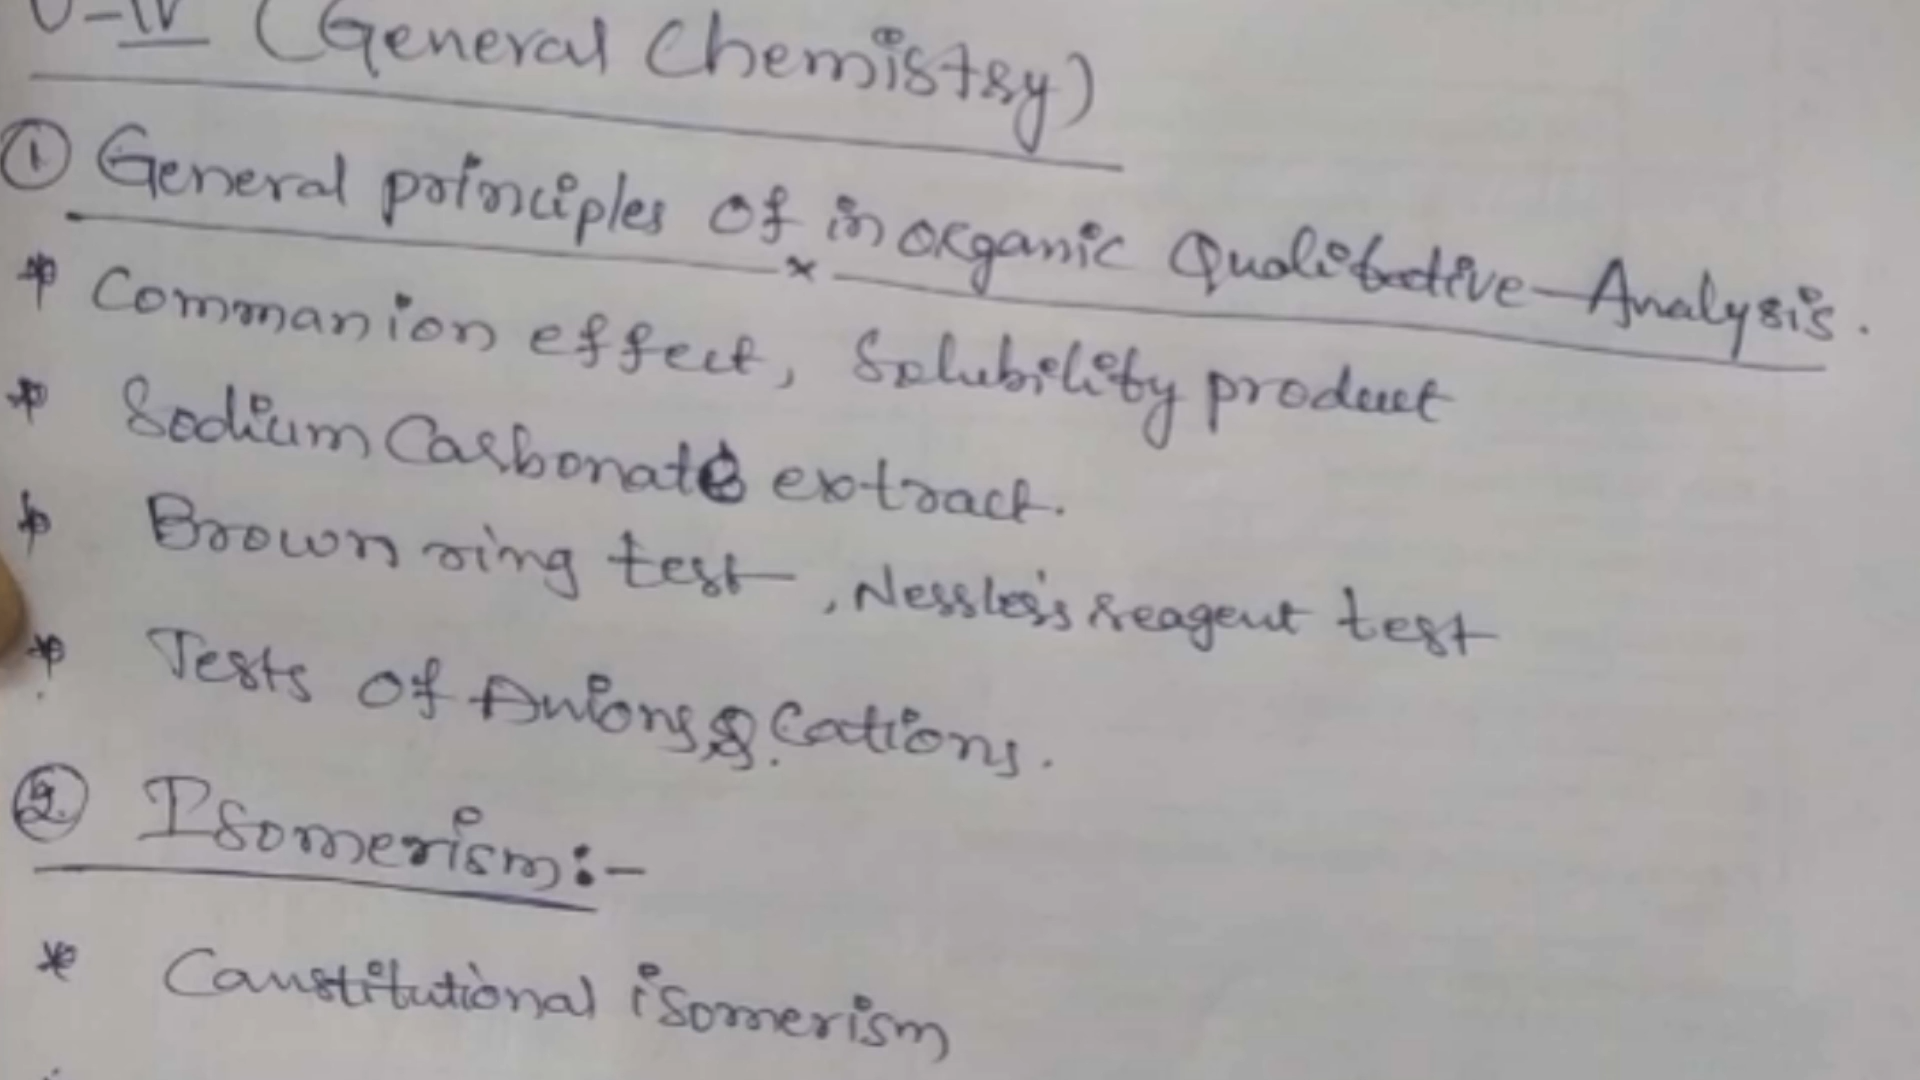 U-IV (General Chemistry)
① General principles of inorganic Qualitative Analysis.
* Comman ion effect, Solubility product
* Sodium Carbonate extract.
* Brown ring test, Nessler's reagent test
* Tests of Anions & Cations.
② Isomerism:-
* Constitutional isomerism